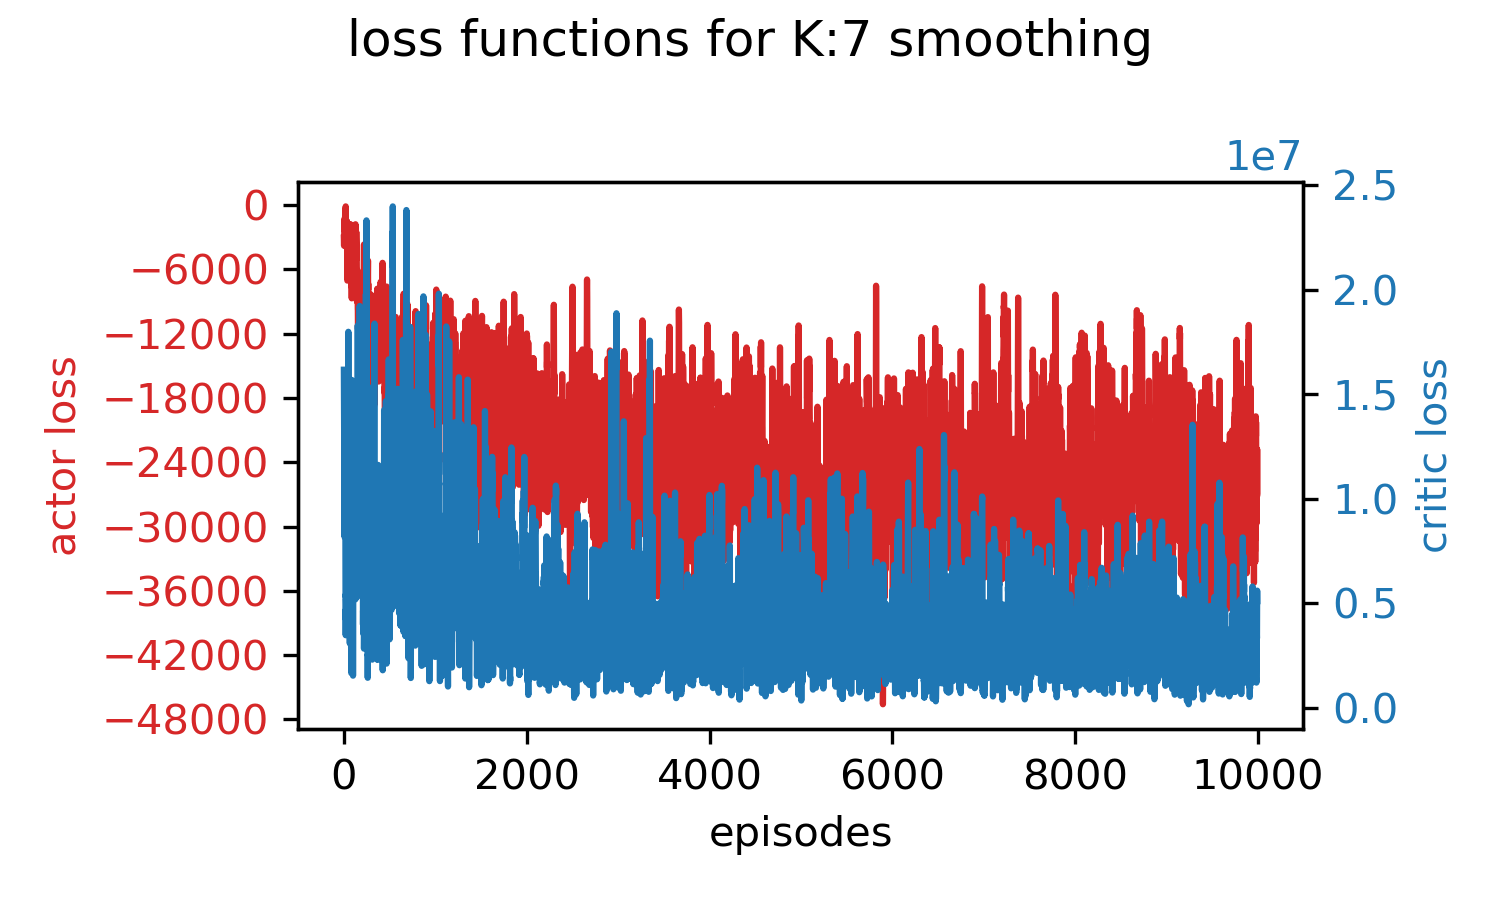 loss functions for K:7 smoothing
1e7
0
−6000
−12000
−18000
−24000
−30000
−36000
−42000
−48000
actor loss
2.5
2.0
1.5
1.0
0.5
0.0
critic loss
0 2000 4000 6000 8000 10000
episodes